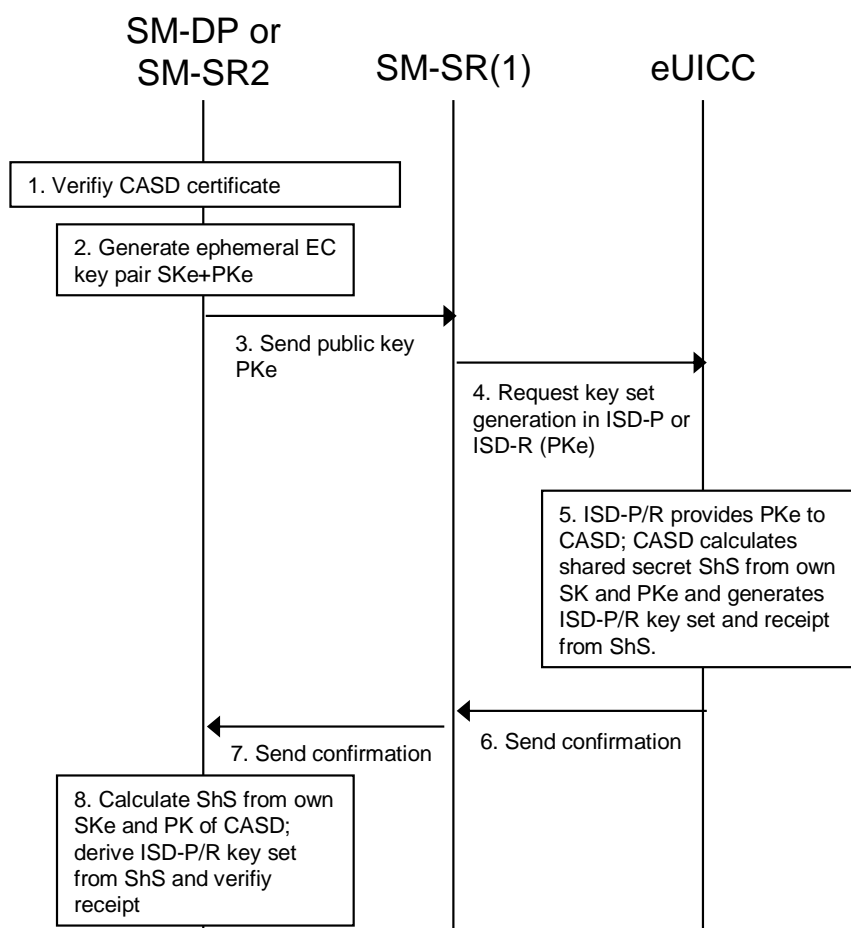 SM-DP or
SM-SR2
SM-SR(1)
eUICC
1. Verifiy CASD certificate
2. Generate ephemeral EC
key pair SKe+PKe
3. Send public key
PKe
4. Request key set
generation in ISD-P or
ISD-R (PKe)
5. ISD-P/R provides PKe to
CASD; CASD calculates
shared secret ShS from own
SK and PKe and generates
ISD-P/R key set and receipt
from ShS.
6. Send confirmation
7. Send confirmation
8. Calculate ShS from own
SKe and PK of CASD;
derive ISD-P/R key set
from ShS and verifiy
receipt